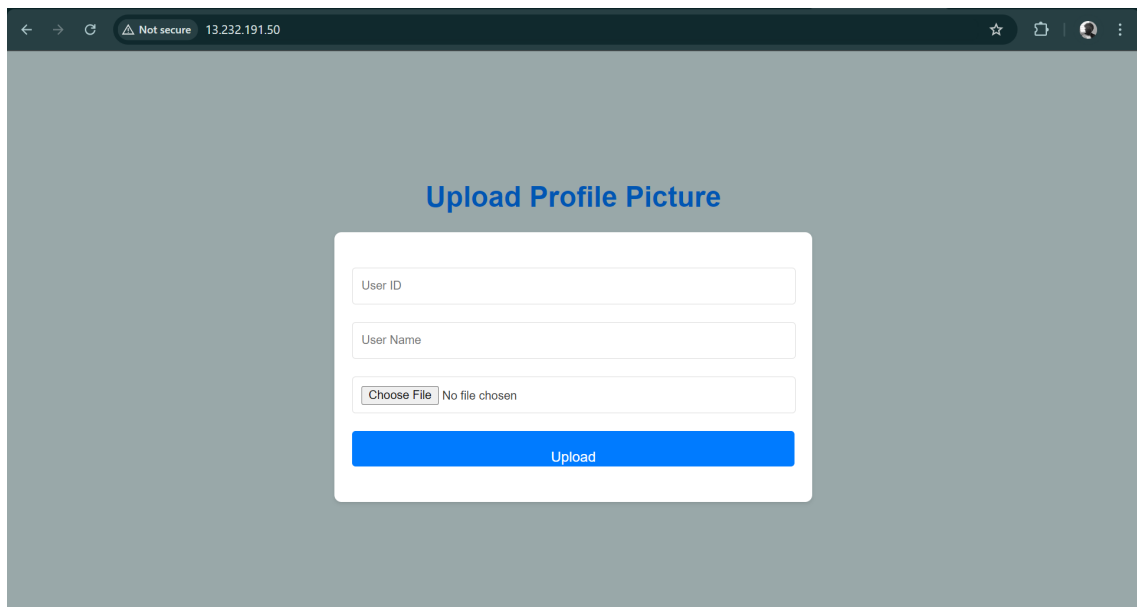 Not secure 13.232.191.50
Upload Profile Picture
User ID
User Name
Choose File No file chosen
Upload